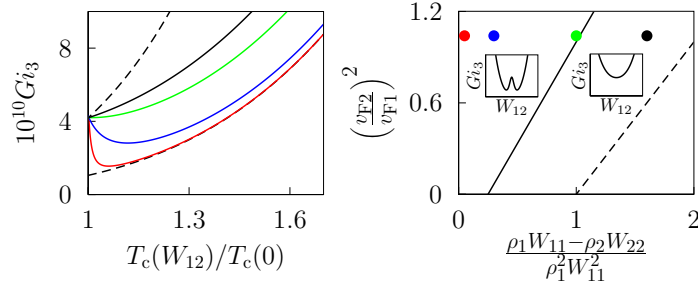 10^{10}Gi_3
8
4
0
1
1.3
1.6
T_c(W_{12})/T_c(0)
(v_{F2}/v_{F1})^2
1.2
0.6
0
Gi_3
W_{12}
Gi_3
W_{12}
0
1
2
ρ_1W_{11}−ρ_2W_{22}
ρ_1^2W_{11}^2